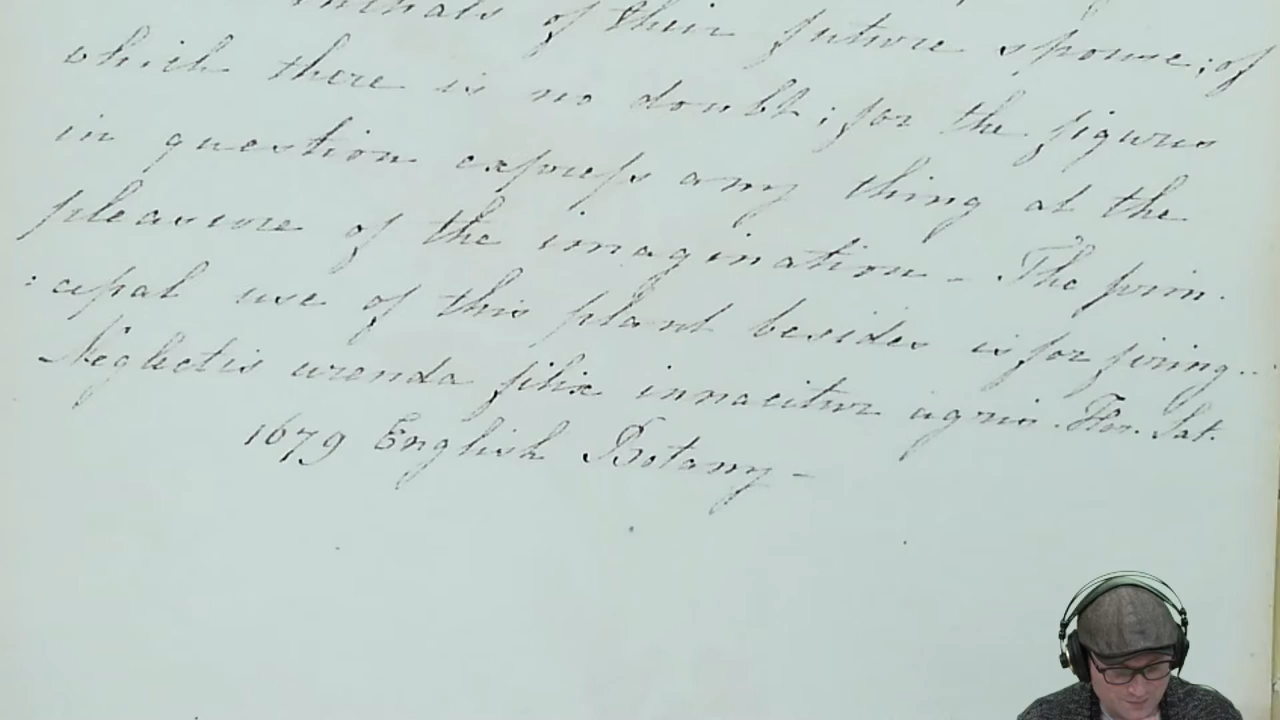 initials of their future spouse; of
which there is no doubt; for the figures
in question express any thing at the
pleasure of the imagination - The prin.
:cipal use of this plant besides is for firing..
Neglectis urenda filix innacitur agris. Hor. Sat.
1679 English Botany -